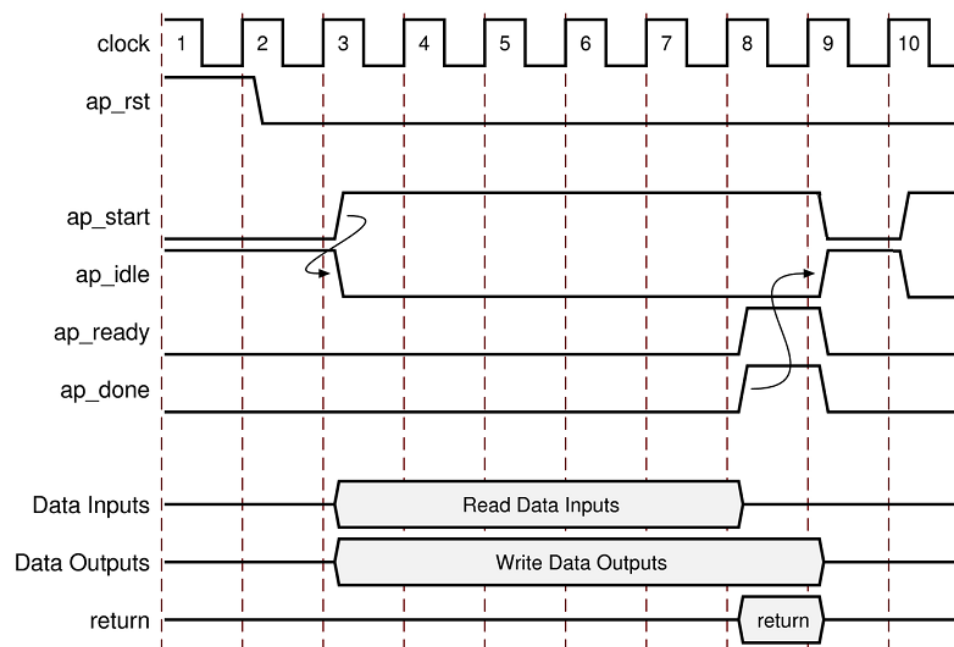 clock 1 2 3 4 5 6 7 8 9 10
ap_rst
ap_start
ap_idle
ap_ready
ap_done
Data Inputs Read Data Inputs
Data Outputs Write Data Outputs
return return